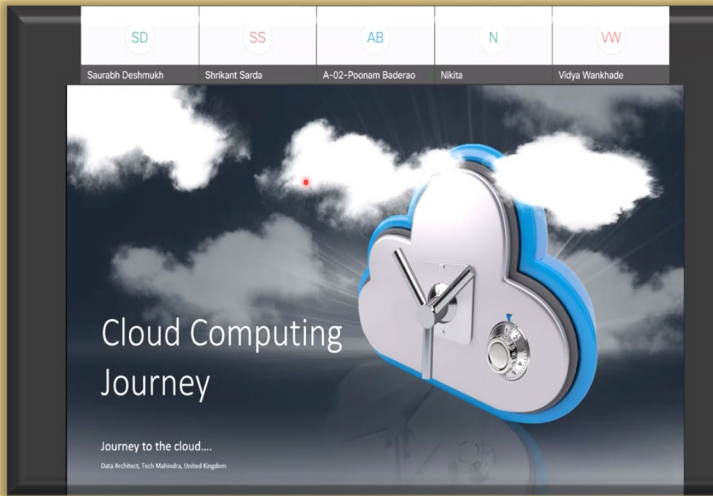 SD SS AB N VW
Saurabh Deshmukh Shrikant Sarda A-02-Poonam Baderao Nikita Vidya Wankhade
Cloud Computing
Journey
Journey to the cloud....
Data Architect, Tech Mahindra, United Kingdom